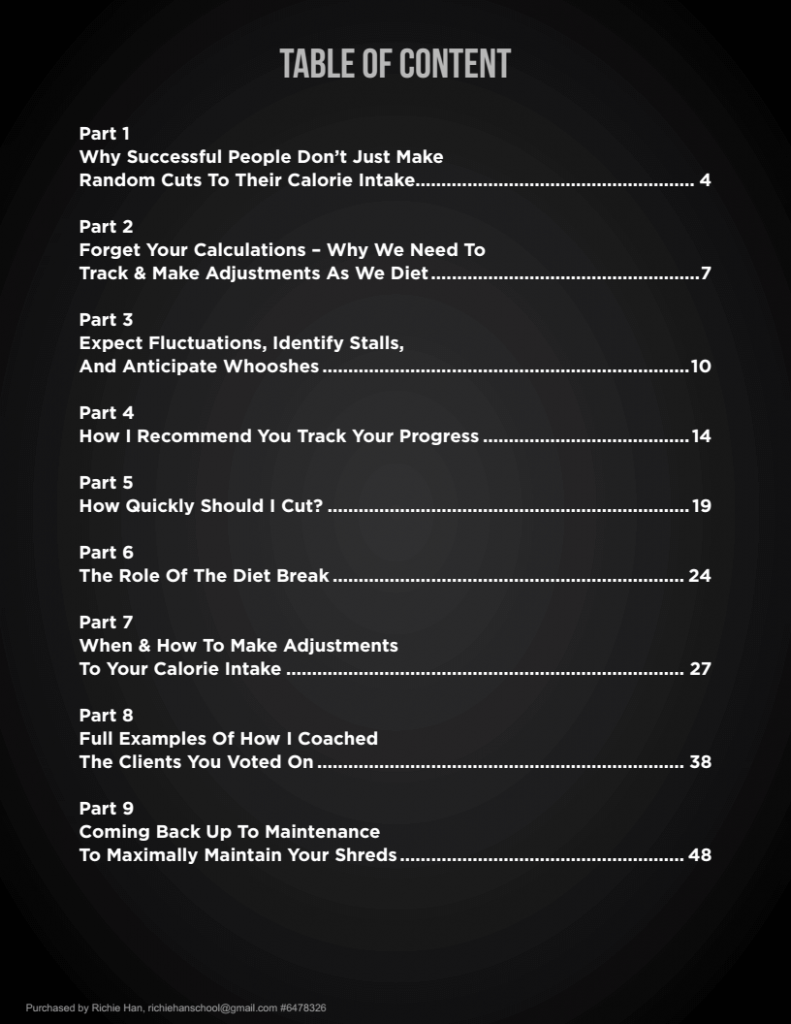 TABLE OF CONTENT
Part 1
Why Successful People Don’t Just Make
Random Cuts To Their Calorie Intake...................................................... 4
Part 2
Forget Your Calculations – Why We Need To
Track & Make Adjustments As We Diet....................................................7
Part 3
Expect Fluctuations, Identify Stalls,
And Anticipate Whooshes.......................................................................10
Part 4
How I Recommend You Track Your Progress........................................14
Part 5
How Quickly Should I Cut? ......................................................................19
Part 6
The Role Of The Diet Break.................................................................... 24
Part 7
When & How To Make Adjustments
To Your Calorie Intake ............................................................................. 27
Part 8
Full Examples Of How I Coached
The Clients You Voted On....................................................................... 38
Part 9
Coming Back Up To Maintenance
To Maximally Maintain Your Shreds....................................................... 48
Purchased by Richie Han, richiehanschool@gmail.com #6478326